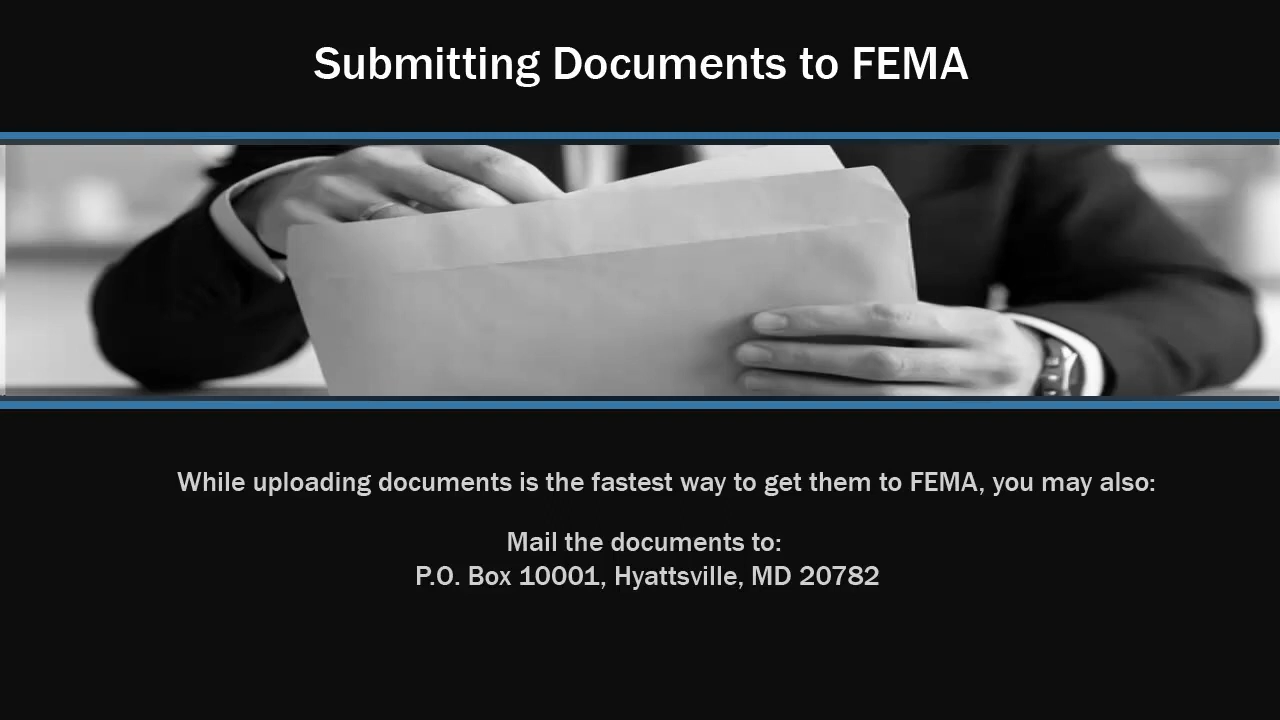 Submitting Documents to FEMA
While uploading documents is the fastest way to get them to FEMA, you may also:
Mail the documents to:
P.O. Box 10001, Hyattsville, MD 20782